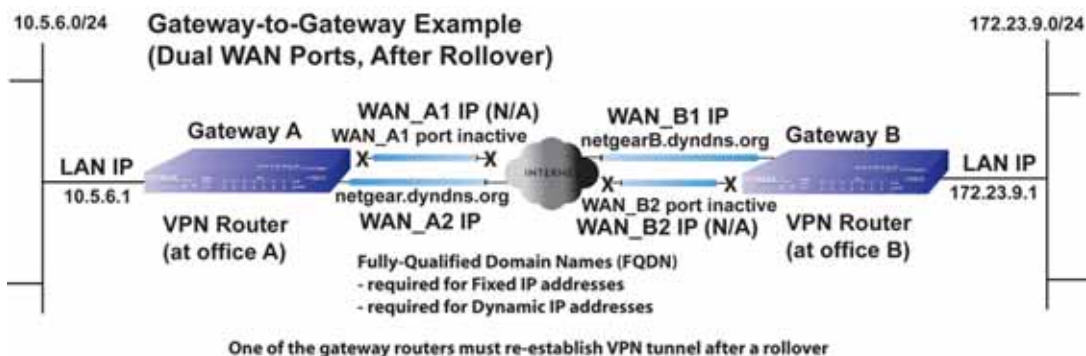 10.5.6.0/24
Gateway-to-Gateway Example
(Dual WAN Ports, After Rollover)
172.23.9.0/24
WAN_A1 IP (N/A)
WAN_A1 port inactive
WAN_B1 IP
netgearB.dyndns.org
Gateway A
Gateway B
X
X
LAN IP
10.5.6.1
INTERNET
LAN IP
172.23.9.1
netgear.dyndns.org
WAN_A2 IP
X
X
WAN_B2 port inactive
WAN_B2 IP (N/A)
VPN Router
(at office A)
VPN Router
(at office B)
Fully-Qualified Domain Names (FQDN)
- required for Fixed IP addresses
- required for Dynamic IP addresses
One of the gateway routers must re-establish VPN tunnel after a rollover